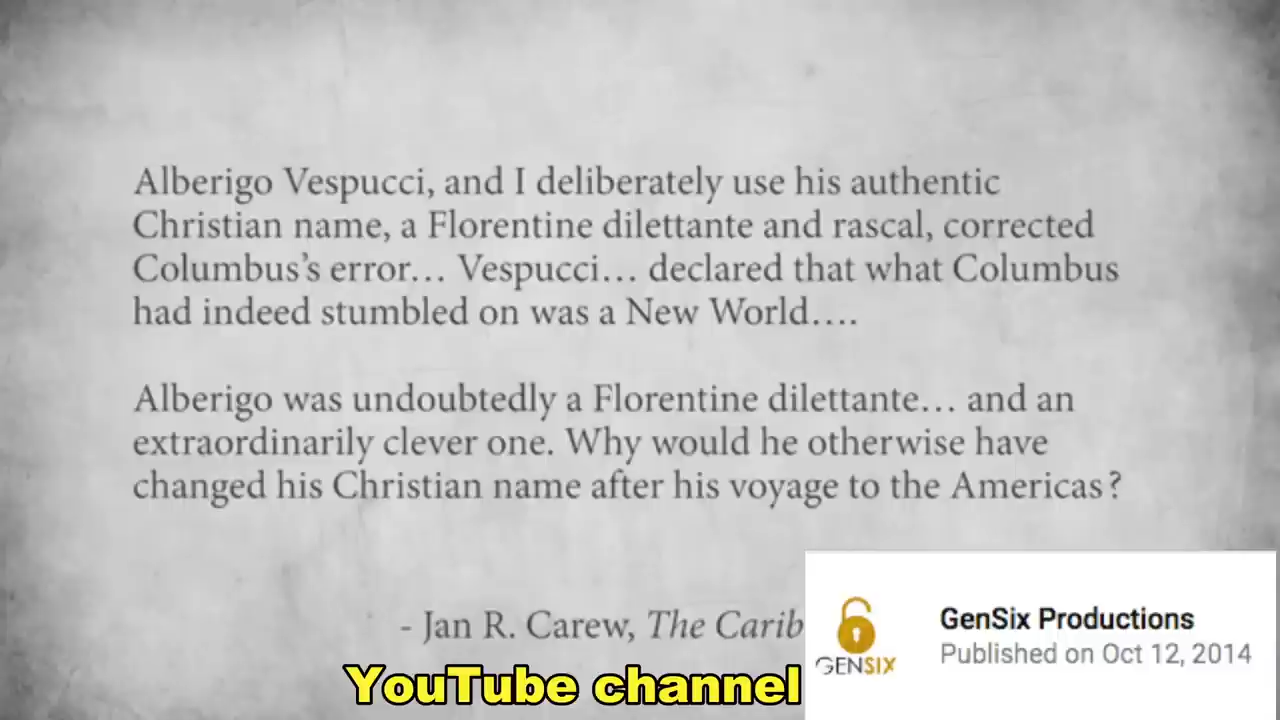 Alberigo Vespucci, and I deliberately use his authentic
Christian name, a Florentine dilettante and rascal, corrected
Columbus's error… Vespucci… declared that what Columbus
had indeed stumbled on was a New World….
Alberigo was undoubtedly a Florentine dilettante… and an
extraordinarily clever one. Why would he otherwise have
changed his Christian name after his voyage to the Americas?
- Jan R. Carew, The Carib
YouTube channel
GENSIX
GenSix Productions
Published on Oct 12, 2014